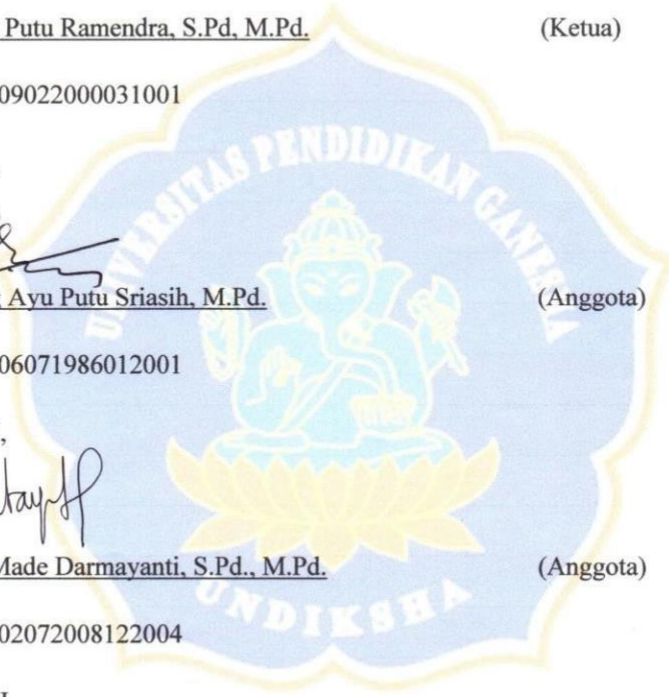 Putu Ramendra, S.Pd, M.Pd. (Ketua)
09022000031001
UNIVERSITAS PENDIDIKAN GANESHA
Ayu Putu Sriasih, M.Pd. (Anggota)
06071986012001
Made Darmayanti, S.Pd., M.Pd. (Anggota)
UNDIKSHA
02072008122004